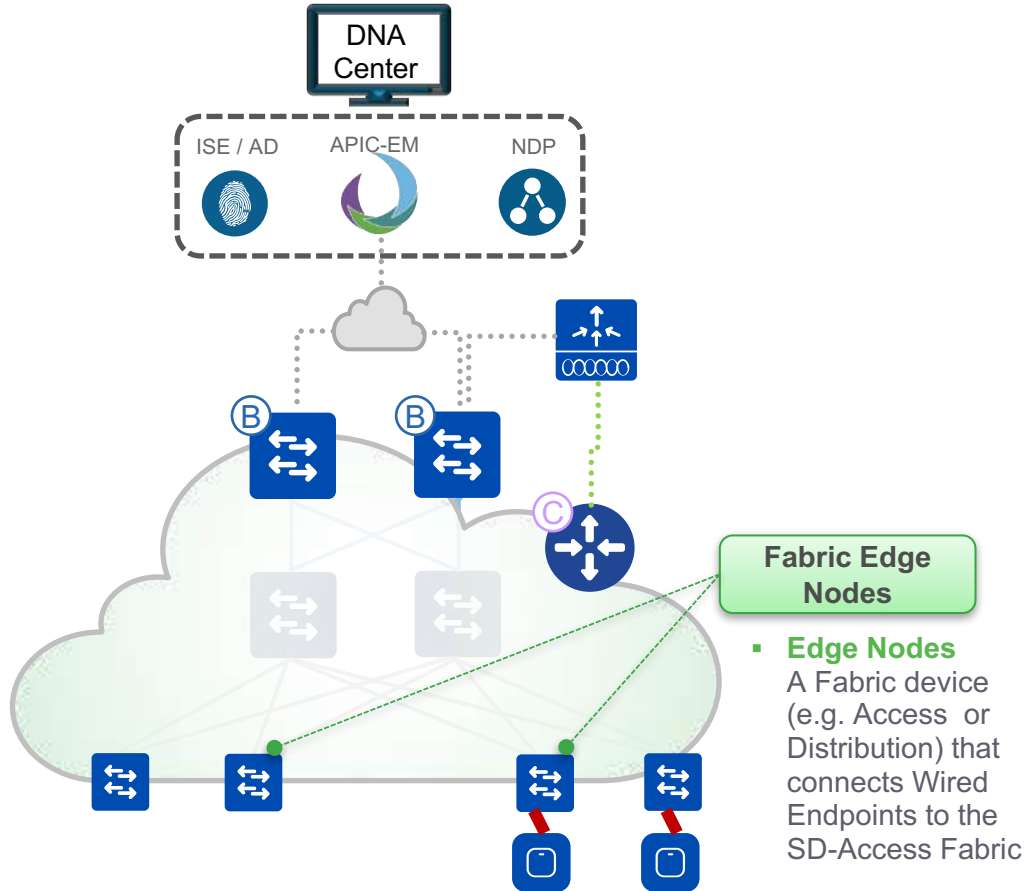 DNA
Center
ISE / AD
APIC-EM
NDP
B
B
C
Fabric Edge
Nodes
▪ Edge Nodes
A Fabric device
(e.g. Access or
Distribution) that
connects Wired
Endpoints to the
SD-Access Fabric